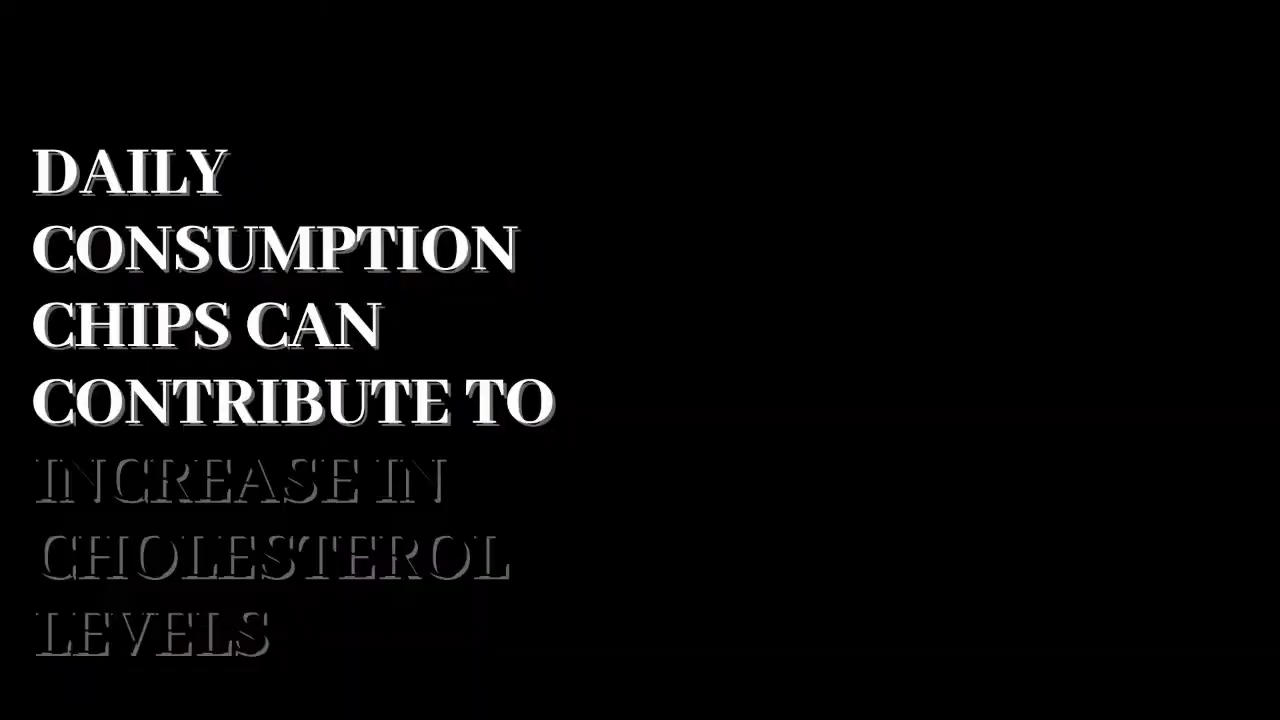 DAILY
CONSUMPTION
CHIPS CAN
CONTRIBUTE TO
INCREASE IN
CHOLESTEROL
LEVELS